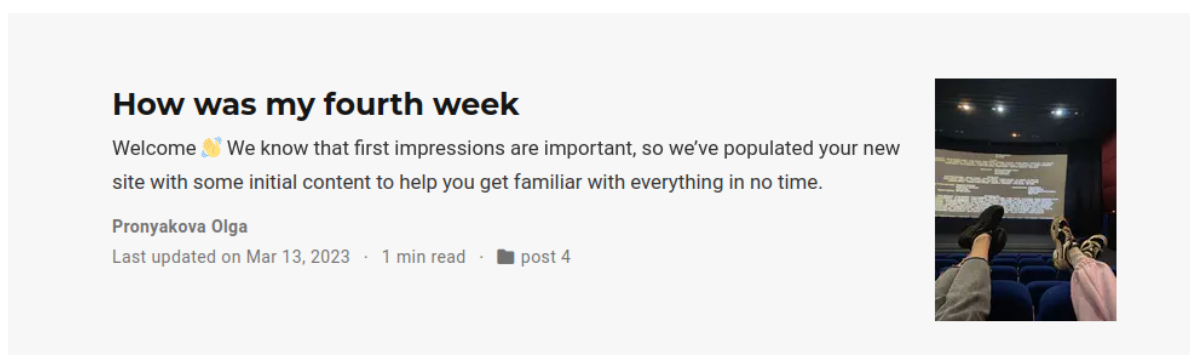 How was my fourth week
Welcome 👋 We know that first impressions are important, so we’ve populated your new
site with some initial content to help you get familiar with everything in no time.
Pronyakova Olga
Last updated on Mar 13, 2023 · 1 min read · post 4